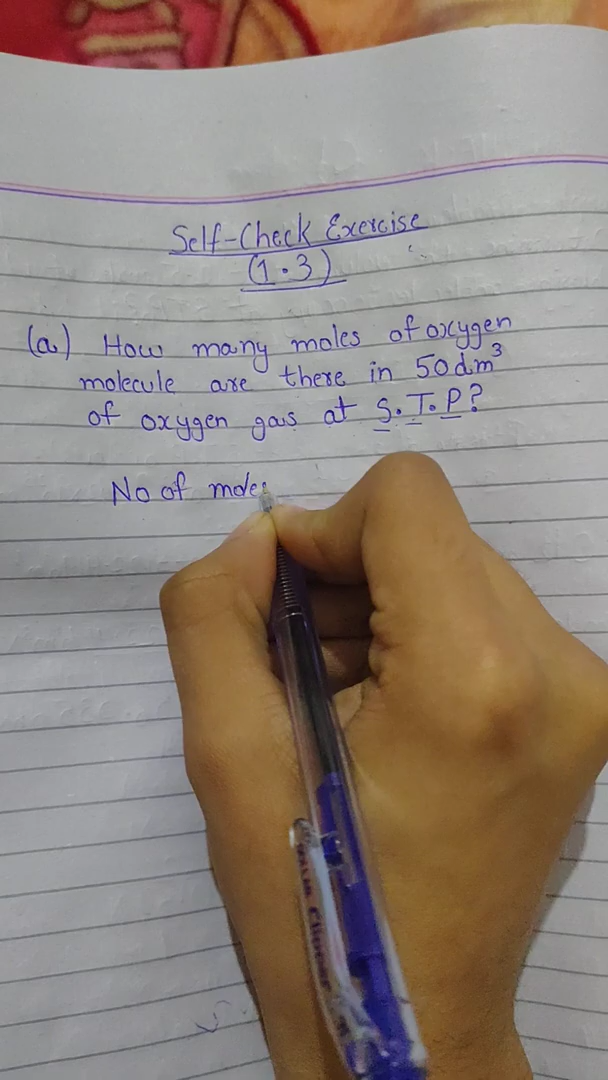 Self-Check Exercise
(1.3)
(a) How many moles of oxygen
molecule are there in 50dm³
of oxygen gas at S.T.P?
No of moles